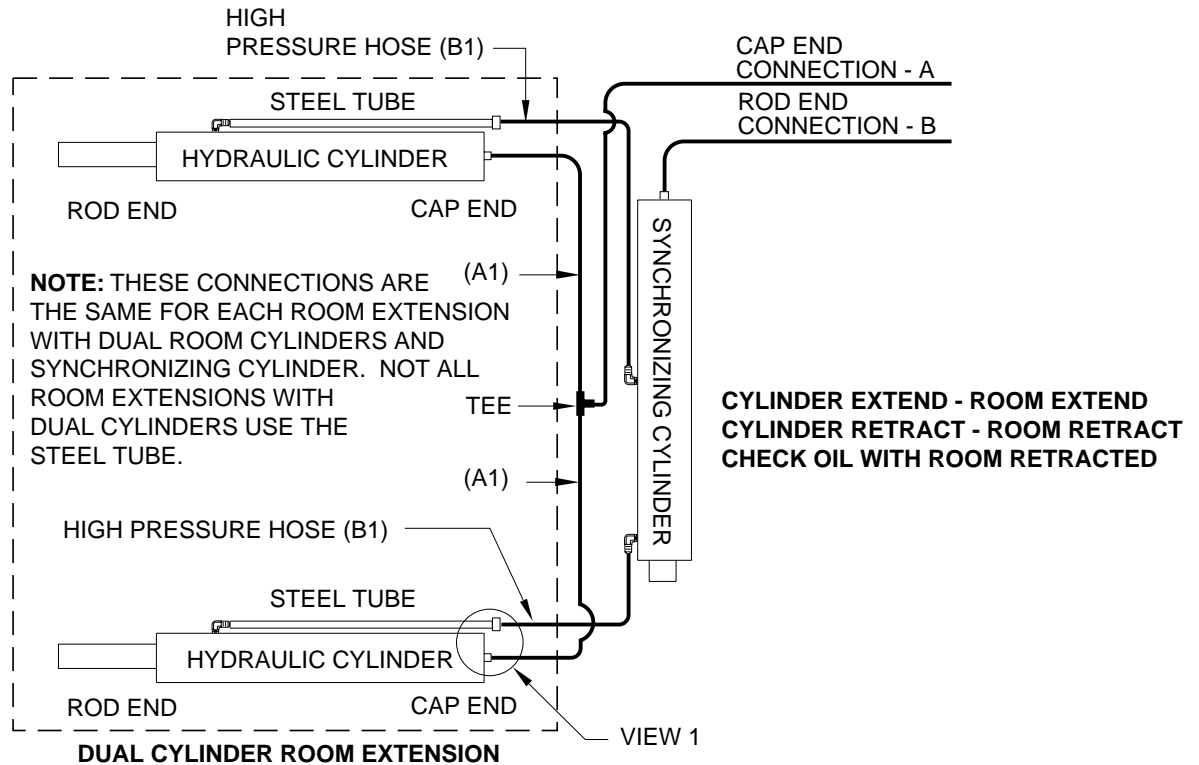 HIGH
PRESSURE HOSE (B1)
CAP END
CONNECTION - A
ROD END
CONNECTION - B
STEEL TUBE
HYDRAULIC CYLINDER
ROD END
CAP END
NOTE: THESE CONNECTIONS ARE
THE SAME FOR EACH ROOM EXTENSION
WITH DUAL ROOM CYLINDERS AND
SYNCHRONIZING CYLINDER. NOT ALL
ROOM EXTENSIONS WITH
DUAL CYLINDERS USE THE
STEEL TUBE.
(A1)
TEE
(A1)
SYNCHRONIZING CYLINDER
CYLINDER EXTEND - ROOM EXTEND
CYLINDER RETRACT - ROOM RETRACT
CHECK OIL WITH ROOM RETRACTED
HIGH PRESSURE HOSE (B1)
STEEL TUBE
HYDRAULIC CYLINDER
ROD END
CAP END
VIEW 1
DUAL CYLINDER ROOM EXTENSION